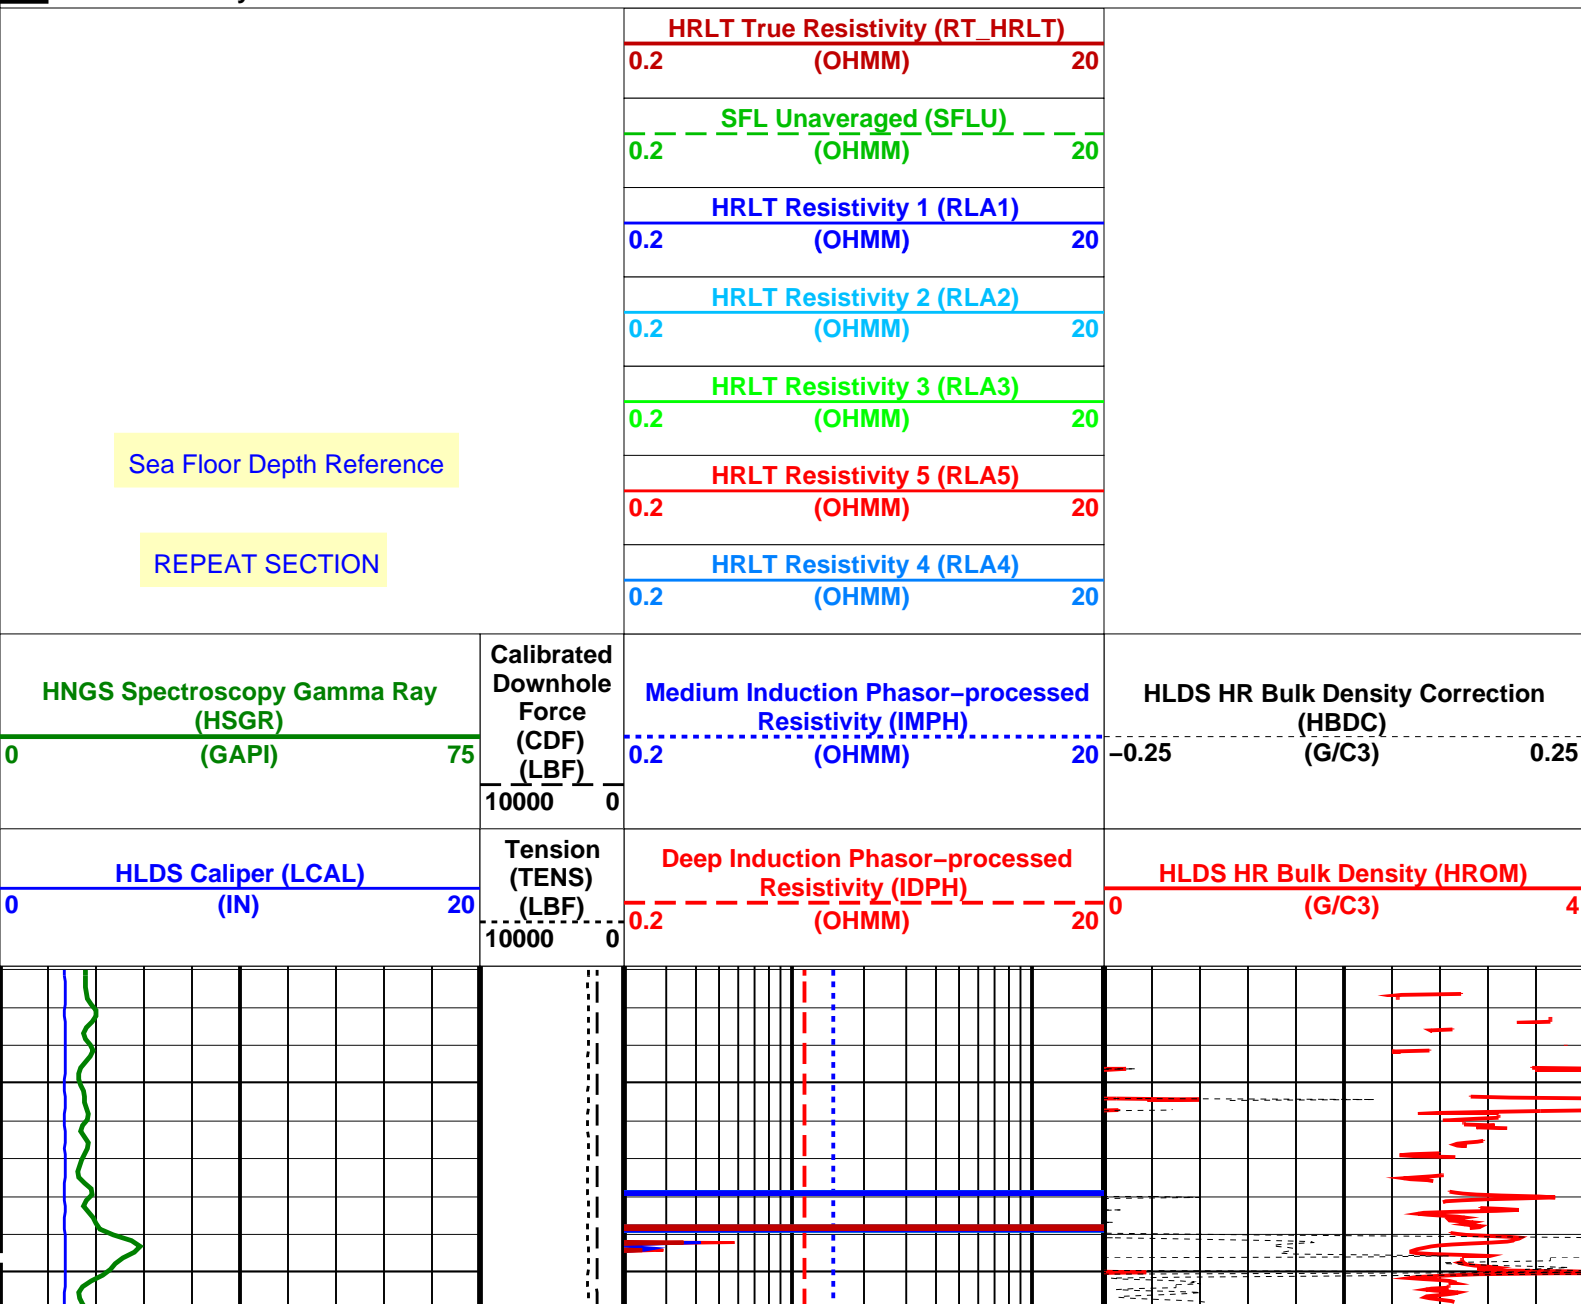 HRLT True Resistivity (RT_HRLT)
0.2 (OHMM) 20
SFL Unaveraged (SFLU)
0.2 (OHMM) 20
HRLT Resistivity 1 (RLA1)
0.2 (OHMM) 20
HRLT Resistivity 2 (RLA2)
0.2 (OHMM) 20
HRLT Resistivity 3 (RLA3)
0.2 (OHMM) 20
Sea Floor Depth Reference
HRLT Resistivity 5 (RLA5)
0.2 (OHMM) 20
REPEAT SECTION
HRLT Resistivity 4 (RLA4)
0.2 (OHMM) 20
HNGS Spectroscopy Gamma Ray
(HSGR)
0 (GAPI) 75
Calibrated
Downhole
Force
(CDF)
(LBF)
10000 0
Medium Induction Phasor−processed
Resistivity (IMPH)
0.2 (OHMM) 20
HLDS HR Bulk Density Correction
(HBDC)
−0.25 (G/C3) 0.25
HLDS Caliper (LCAL)
0 (IN) 20
Tension
(TENS)
(LBF)
10000 0
Deep Induction Phasor−processed
Resistivity (IDPH)
0.2 (OHMM) 20
HLDS HR Bulk Density (HROM)
0 (G/C3) 4